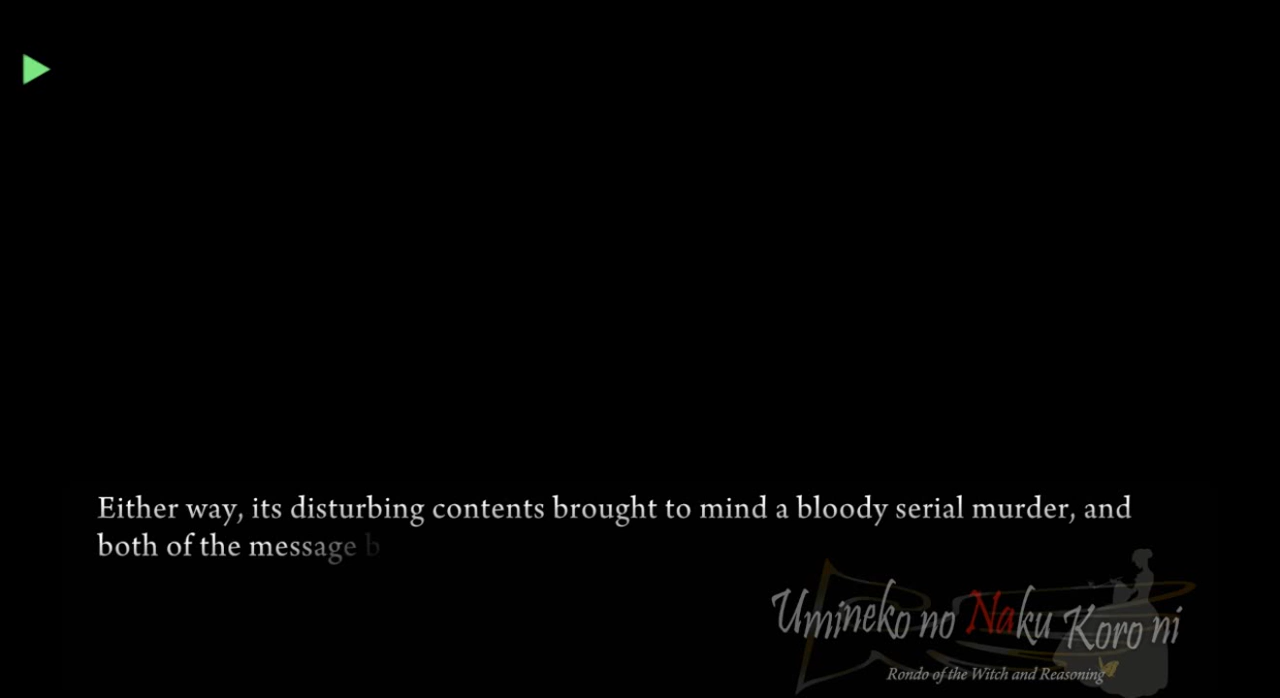 Either way, its disturbing contents brought to mind a bloody serial murder, and
both of the message b
Umineko no Naku Koro ni
Rondo of the Witch and Reasoning